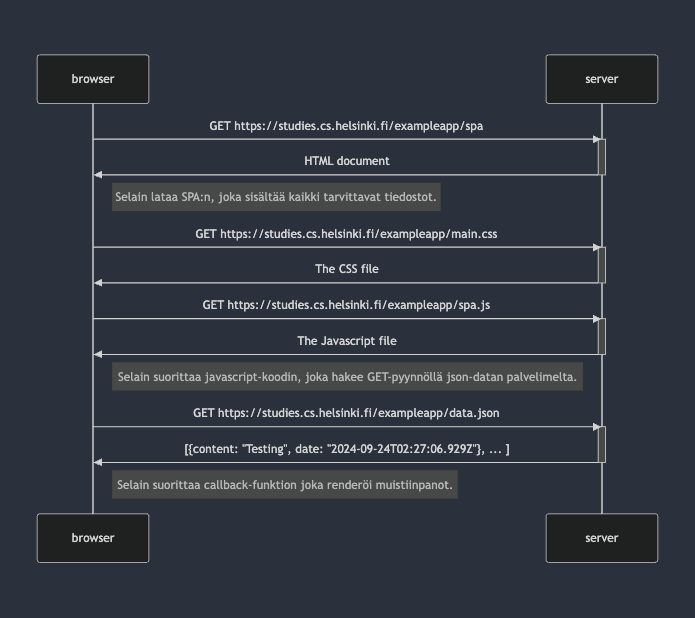 browser server
GET https://studies.cs.helsinki.fi/exampleapp/spa
HTML document
Selain lataa SPA:n, joka sisältää kaikki tarvittavat tiedostot.
GET https://studies.cs.helsinki.fi/exampleapp/main.css
The CSS file
GET https://studies.cs.helsinki.fi/exampleapp/spa.js
The Javascript file
Selain suorittaa javascript-koodin, joka hakee GET-pyynnöllä json-datan palvelimelta.
GET https://studies.cs.helsinki.fi/exampleapp/data.json
[{content: "Testing", date: "2024-09-24T02:27:06.929Z"}, ... ]
Selain suorittaa callback-funktion joka renderöi muistiinpanot.
browser server